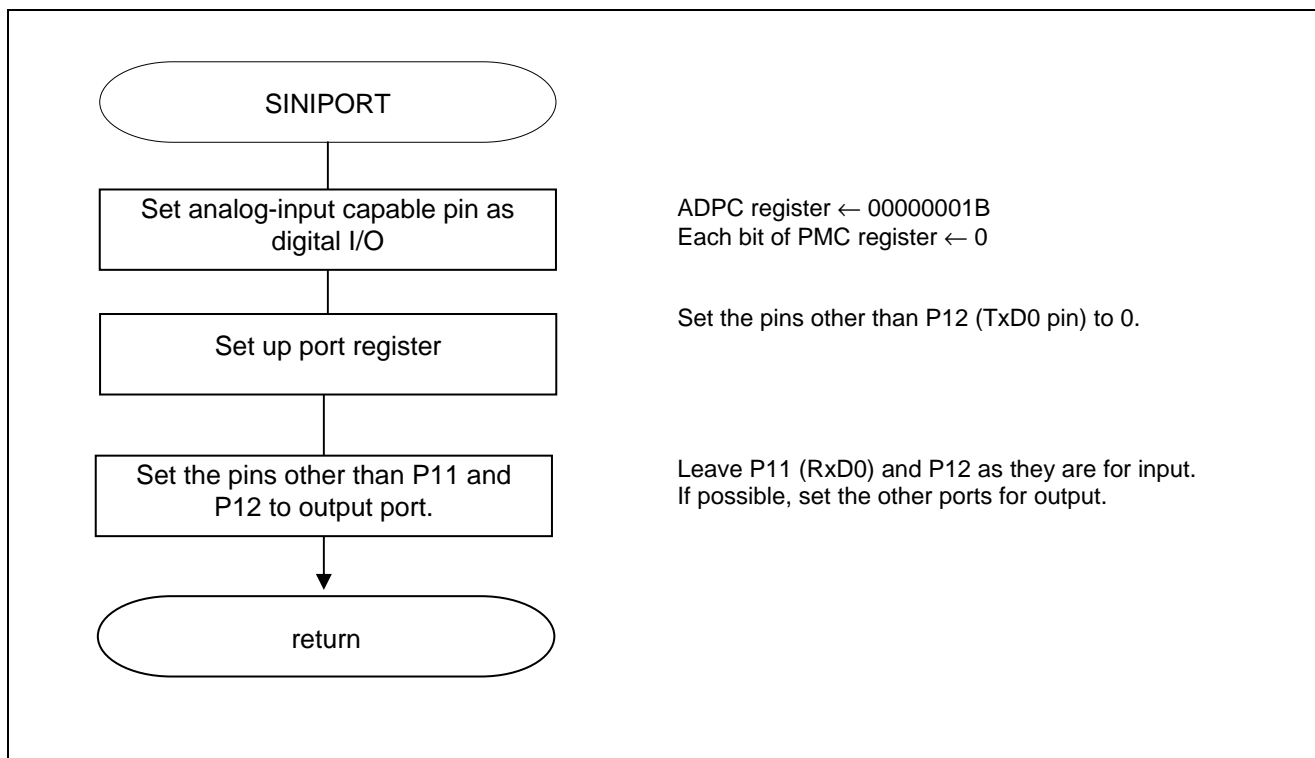 SINIPORT
Set analog-input capable pin as
digital I/O
ADPC register ← 00000001B
Each bit of PMC register ← 0
Set up port register
Set the pins other than P12 (TxD0 pin) to 0.
Set the pins other than P11 and
P12 to output port.
Leave P11 (RxD0) and P12 as they are for input.
If possible, set the other ports for output.
return